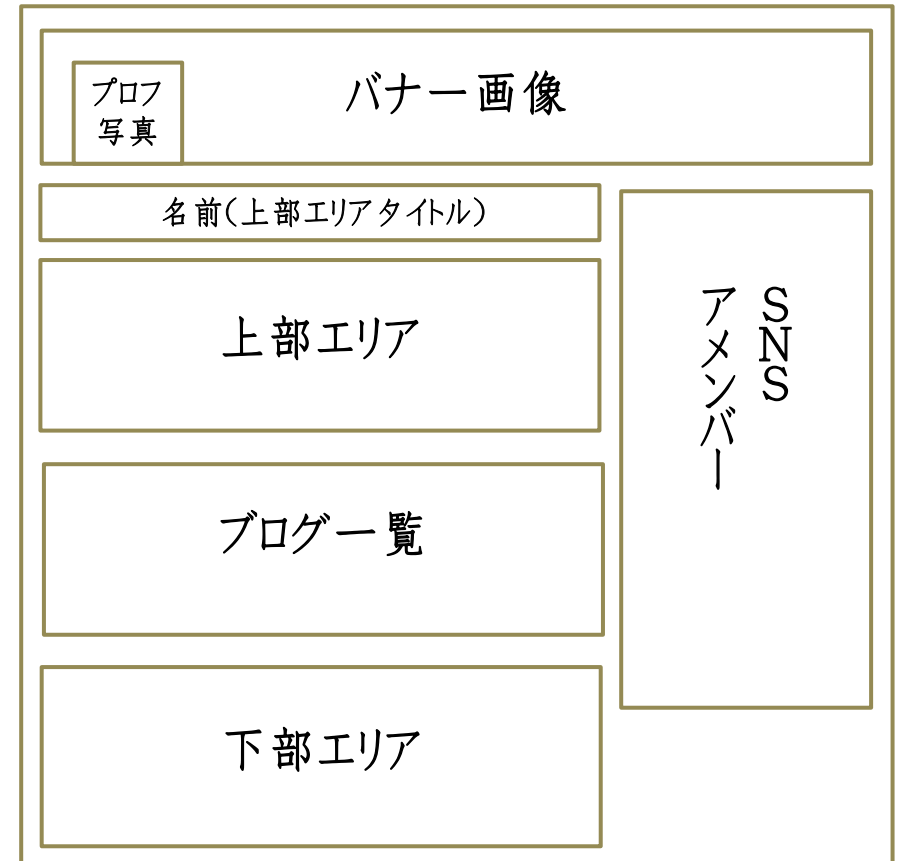 プロフ
写真
バナー画像
名前(上部エリアタイトル)
上部エリア
SNS
アメンバー
ブログ一覧
下部エリア